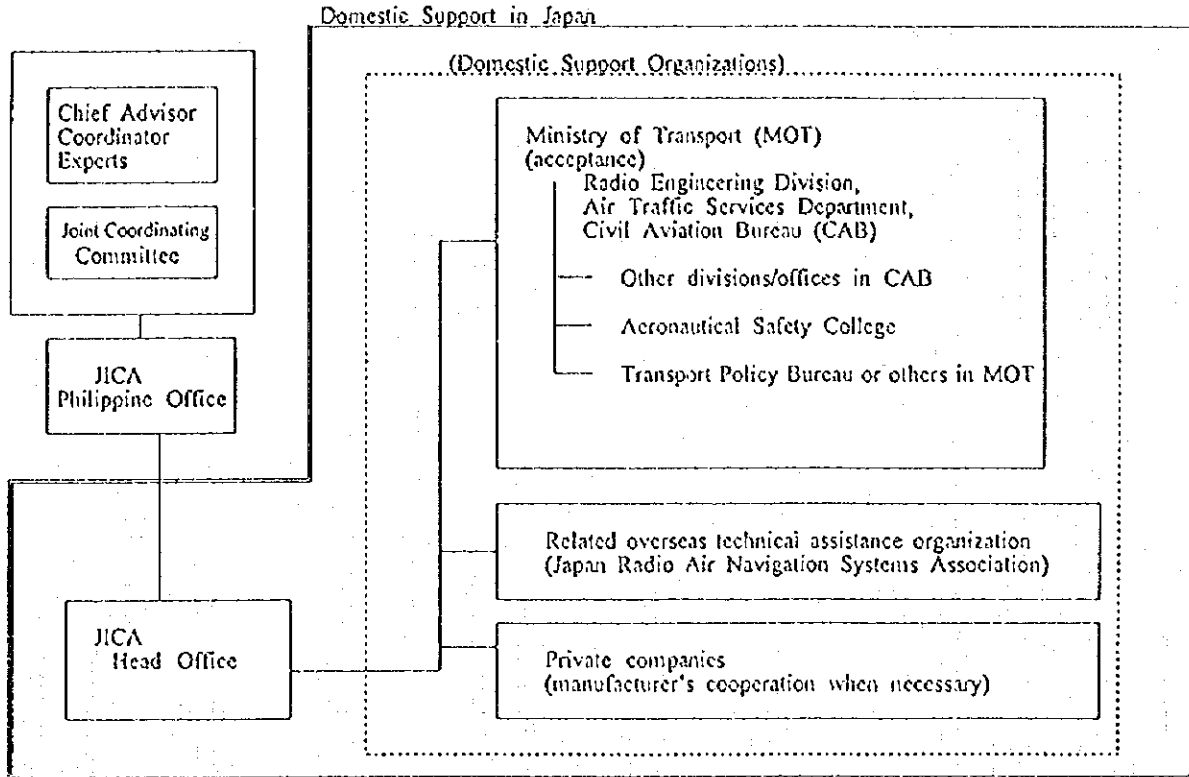 Domestic Support in Japan
(Domestic Support Organizations)
Chief Advisor
Coordinator
Experts
Joint Coordinating
Committee
JICA
Philippine Office
JICA
Head Office
Ministry of Transport (MOT)
(acceptance)
Radio Engineering Division,
Air Traffic Services Department,
Civil Aviation Bureau (CAB)
Other divisions/offices in CAB
Aeronautical Safety College
Transport Policy Bureau or others in MOT
Related overseas technical assistance organization
(Japan Radio Air Navigation Systems Association)
Private companies
(manufacturer's cooperation when necessary)